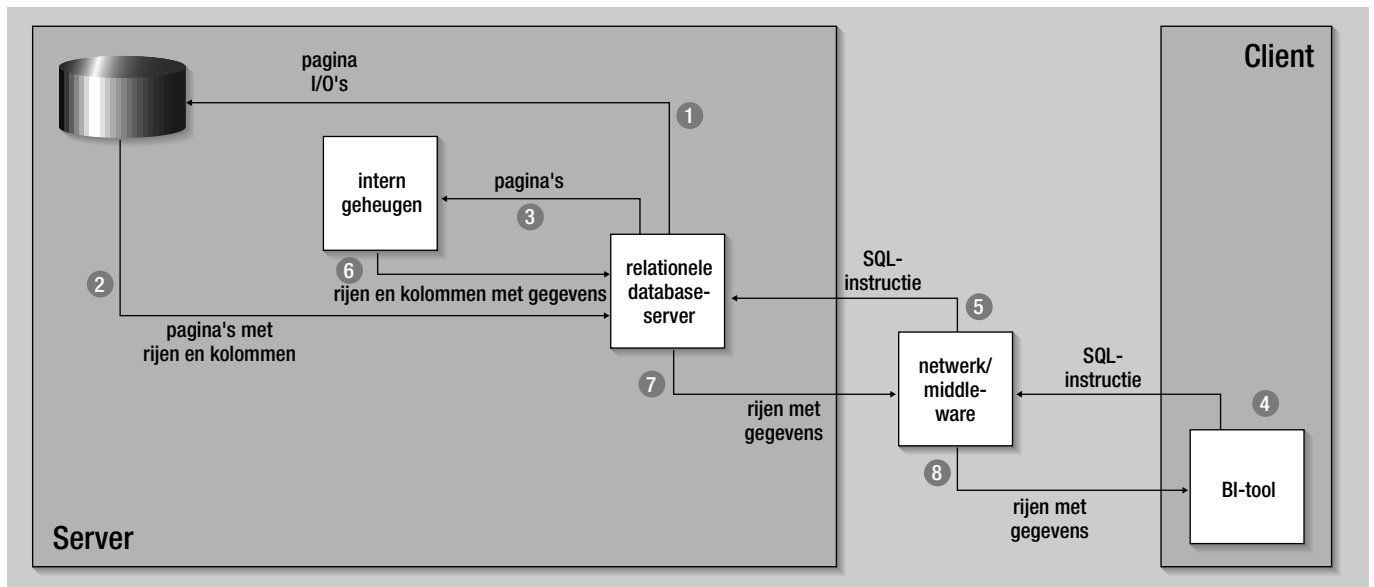 pagina
I/O's
Client
1
intern
geheugen
pagina's
3
2
6
rijen en kolommen met gegevens
relationele
database-
server
SQL-
instructie
5
pagina's met
rijen en kolommen
7
rijen met
gegevens
netwerk/
middle-
ware
SQL-
instructie
4
8
rijen met
gegevens
BI-tool
Server